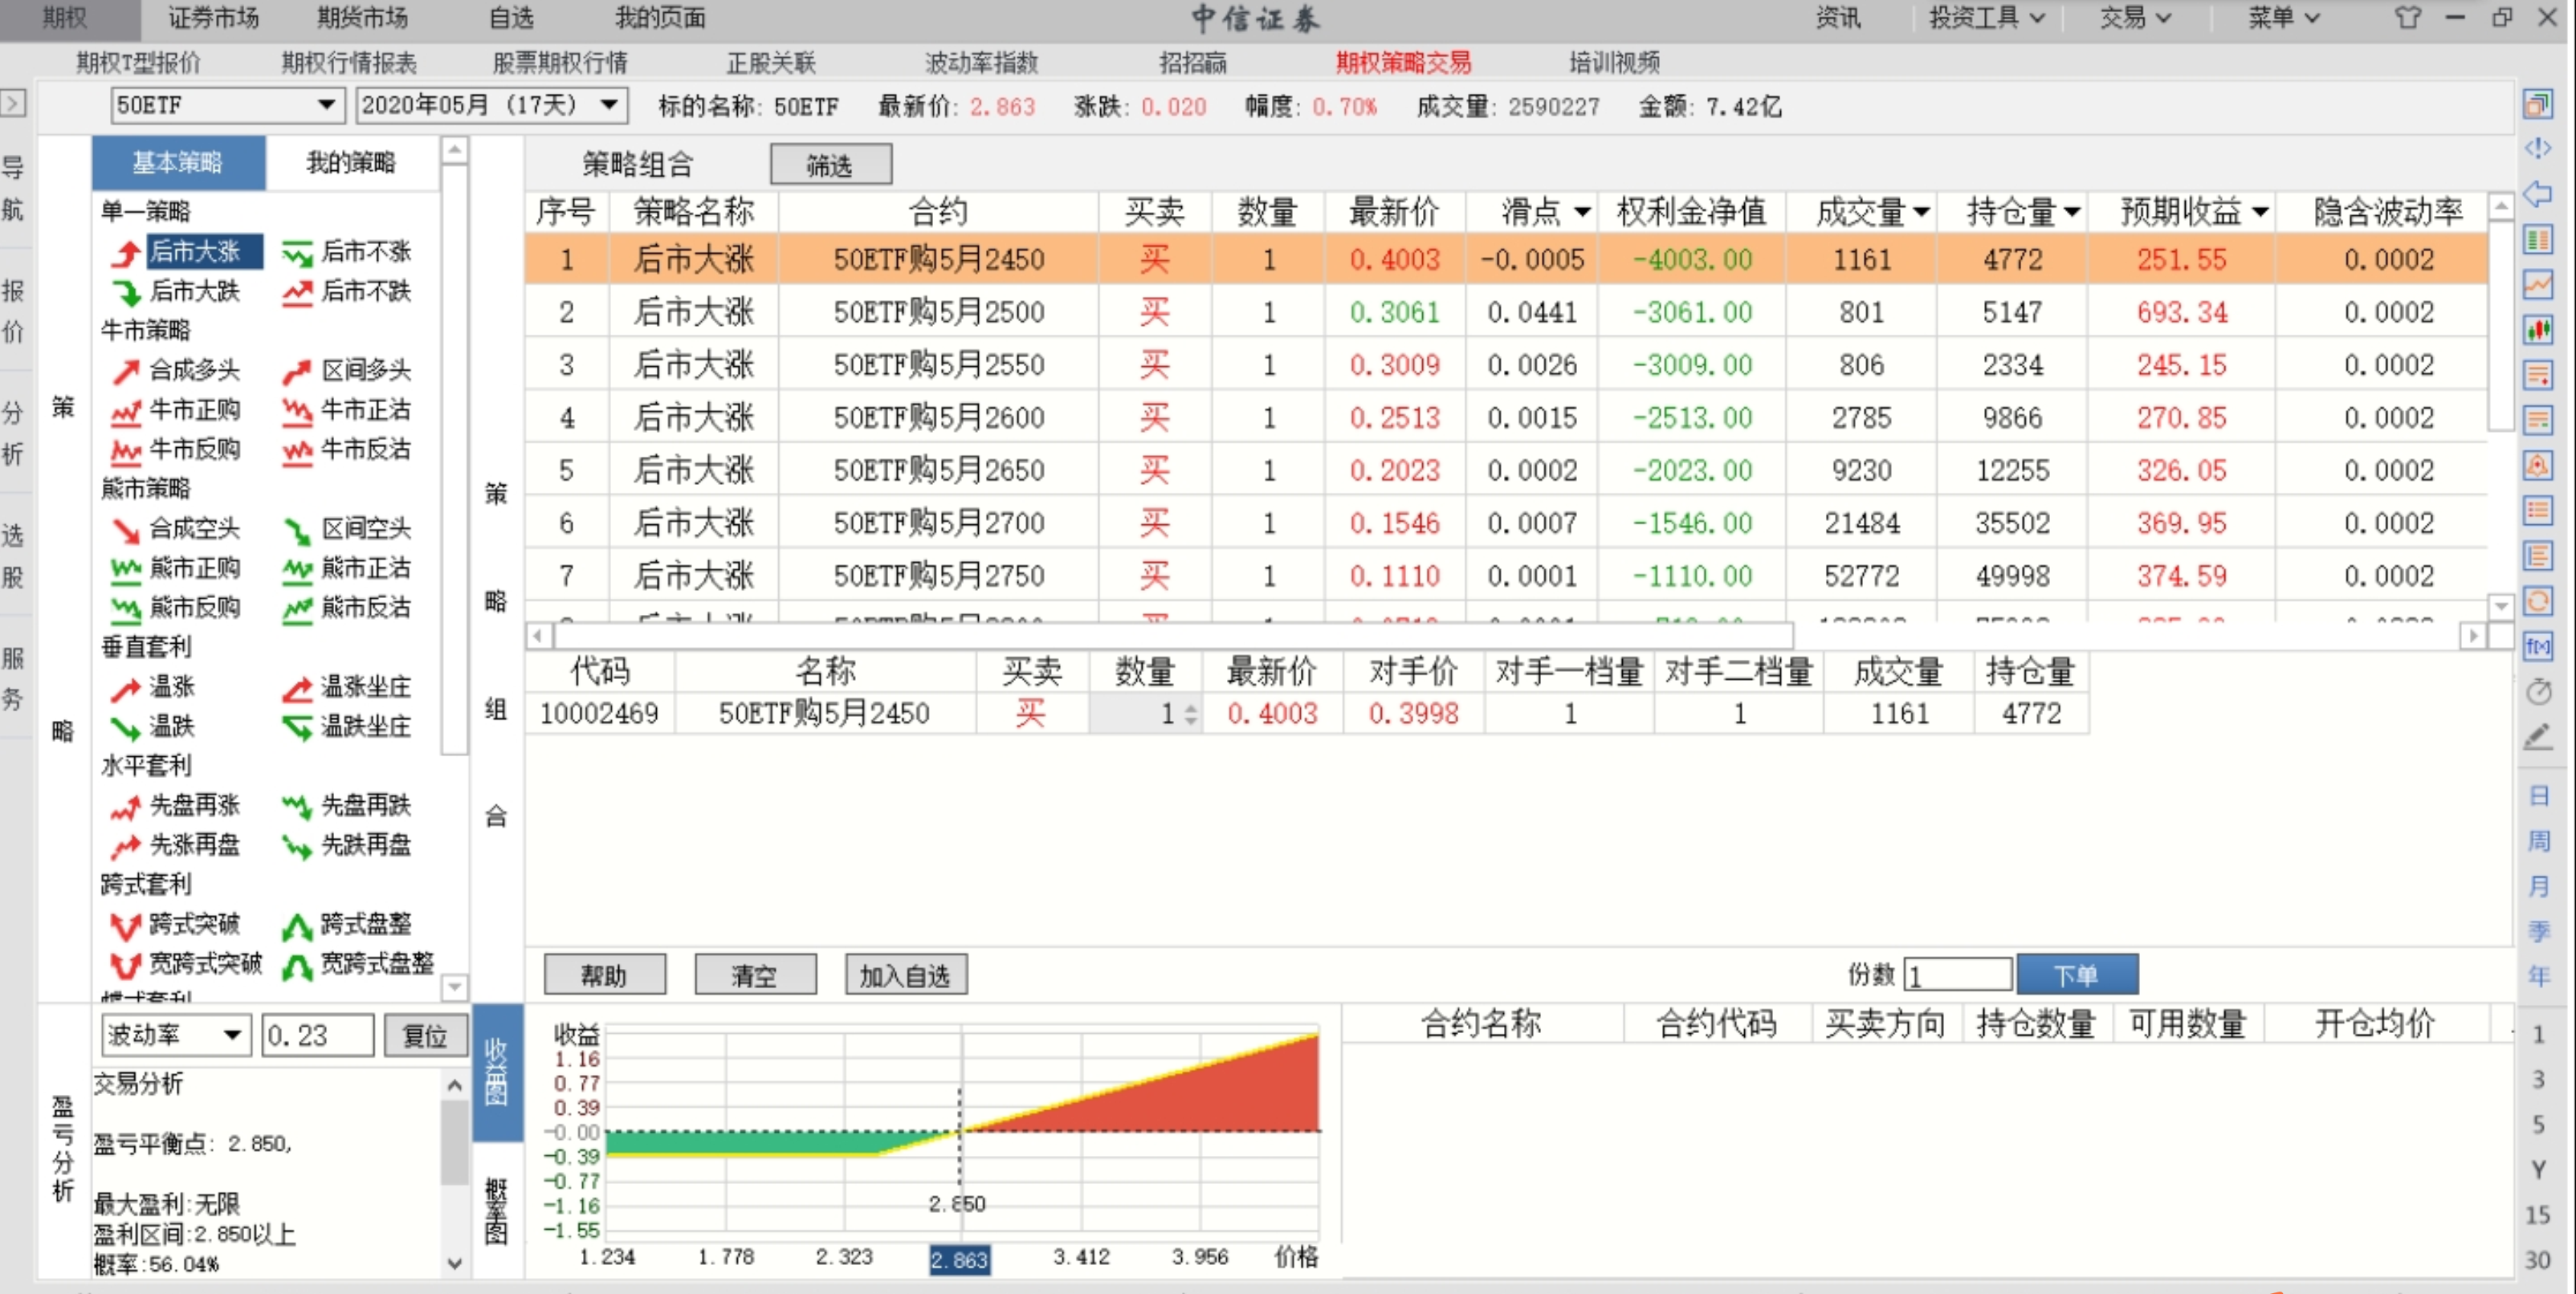 期权 证券市场 期货市场 自选 我的页面 中信证券 资讯 投资工具 交易 菜单
期权T型报价 期权行情报表 股票期权行情 正股关联 波动率指数 招招赢 期权策略交易 培训视频
50ETF 2020年05月 (17天) 标的名称: 50ETF 最新价: 2.863 涨跌: 0.020 幅度: 0.70% 成交量: 2590227 金额: 7.42亿
导航
报价
分析
选股
服务
策略
基本策略 我的策略
单一策略
后市大涨 后市不涨
后市大跌 后市不跌
牛市策略
合成多头 区间多头
牛市正购 牛市正沽
牛市反购 牛市反沽
熊市策略
合成空头 区间空头
熊市正购 熊市正沽
熊市反购 熊市反沽
垂直套利
温涨 温涨坐庄
温跌 温跌坐庄
水平套利
先盘再涨 先盘再跌
先涨再盘 先跌再盘
跨式套利
跨式突破 跨式盘整
宽跨式突破 宽跨式盘整
策略组合
策略组合 筛选
序号 策略名称 合约 买卖 数量 最新价 滑点 权利金净值 成交量 持仓量 预期收益 隐含波动率
1 后市大涨 50ETF购5月2450 买 1 0.4003 -0.0005 -4003.00 1161 4772 251.55 0.0002
2 后市大涨 50ETF购5月2500 买 1 0.3061 0.0441 -3061.00 801 5147 693.34 0.0002
3 后市大涨 50ETF购5月2550 买 1 0.3009 0.0026 -3009.00 806 2334 245.15 0.0002
4 后市大涨 50ETF购5月2600 买 1 0.2513 0.0015 -2513.00 2785 9866 270.85 0.0002
5 后市大涨 50ETF购5月2650 买 1 0.2023 0.0002 -2023.00 9230 12255 326.05 0.0002
6 后市大涨 50ETF购5月2700 买 1 0.1546 0.0007 -1546.00 21484 35502 369.95 0.0002
7 后市大涨 50ETF购5月2750 买 1 0.1110 0.0001 -1110.00 52772 49998 374.59 0.0002
代码 名称 买卖 数量 最新价 对手价 对手一档量 对手二档量 成交量 持仓量
10002469 50ETF购5月2450 买 1 0.4003 0.3998 1 1 1161 4772
帮助 清空 加入自选 份数 1 下单
盈亏分析
波动率 0.23 复位
交易分析
盈亏平衡点: 2.850,
最大盈利:无限
盈利区间:2.850以上
概率:56.04%
收益图
概率图
收益
1.16
0.77
0.39
-0.00
-0.39
-0.77
-1.16
-1.55
2.850
1.234 1.778 2.323 2.863 3.412 3.956 价格
合约名称 合约代码 买卖方向 持仓数量 可用数量 开仓均价
f(x)
日
周
月
季
年
1
3
5
Y
15
30